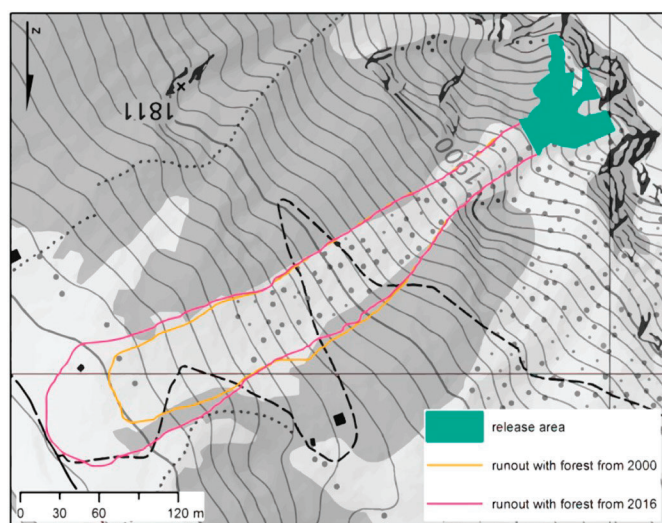 z
1811
1900
release area
runout with forest from 2000
runout with forest from 2016
0 30 60 120 m